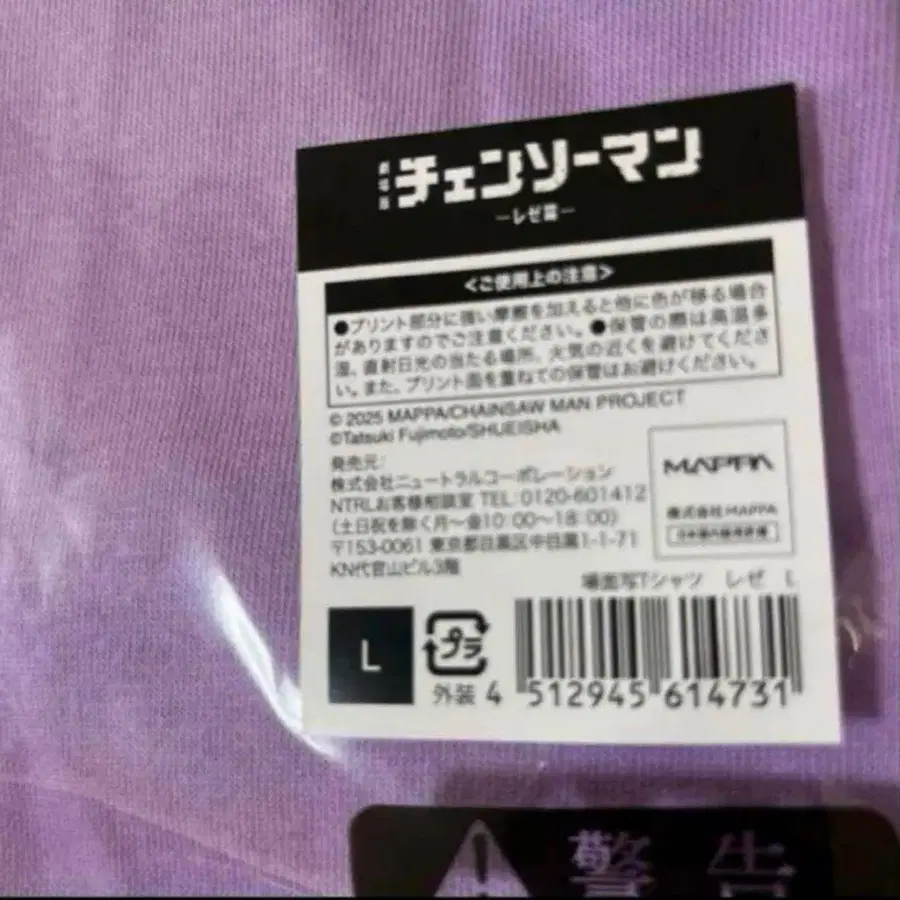 劇場版
チェンソーマン
―レゼ篇―
<ご使用上の注意>
●プリント部分に強い摩擦を加えると他に色が移る場合
がありますのでご注意ください。●保管の際は高温多
湿、直射日光の当たる場所、火気の近くを避けてくださ
い。また、プリント面を重ねての保管はお避けください。
© 2025 MAPPA/CHAINSAW MAN PROJECT
©Tatsuki Fujimoto/SHUEISHA
発売元:
株式会社ニュートラルコーポレーション
NTRLお客様相談室 TEL:0120-601412
(土日祝を除く月〜金10:00〜18:00)
〒153-0061 東京都目黒区中目黒1-1-71
KN代官山ビル3階
MAPPA
株式会社MAPPA
日本国内販売許諾
場面写Tシャツ レゼ L
L
プラ
外装
4 512945 614731
警告